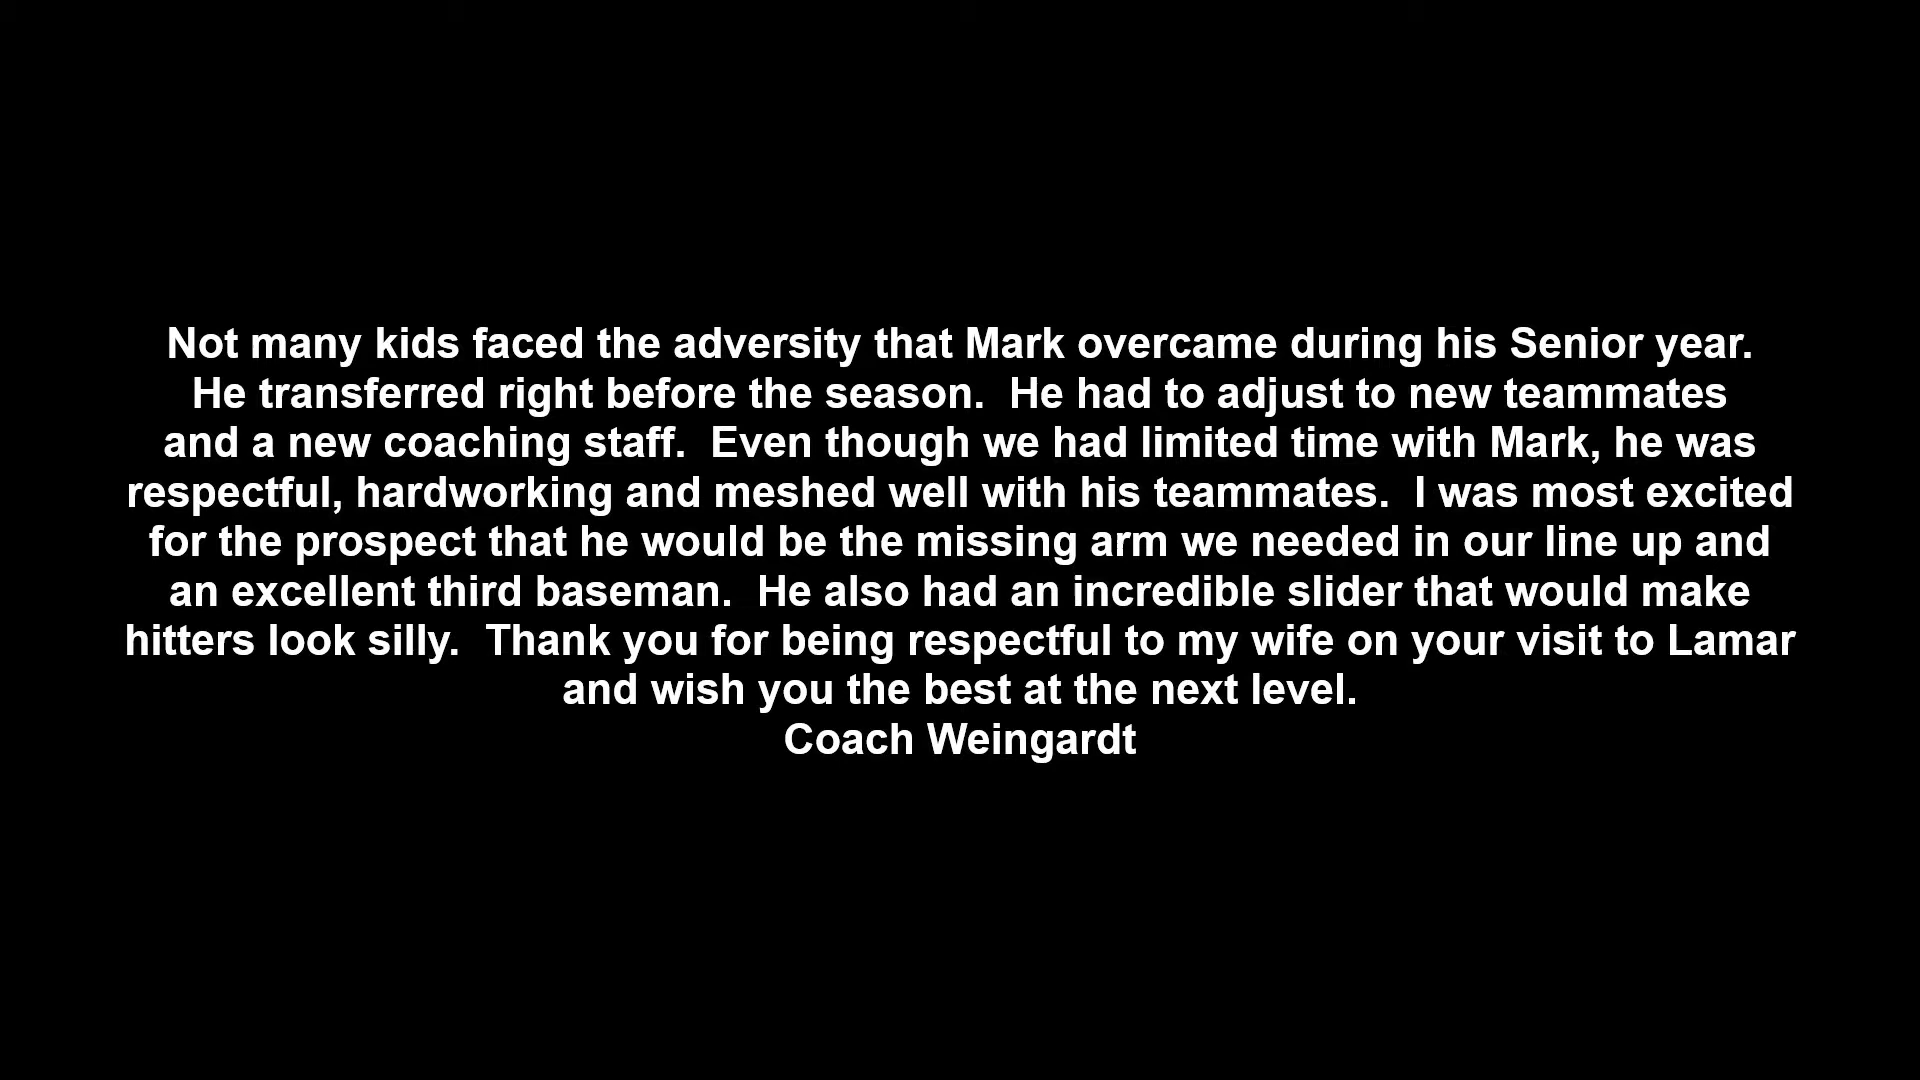 Not many kids faced the adversity that Mark overcame during his Senior year.
He transferred right before the season.  He had to adjust to new teammates
and a new coaching staff.  Even though we had limited time with Mark, he was
respectful, hardworking and meshed well with his teammates.  I was most excited
for the prospect that he would be the missing arm we needed in our line up and
an excellent third baseman.  He also had an incredible slider that would make
hitters look silly.  Thank you for being respectful to my wife on your visit to Lamar
and wish you the best at the next level.
Coach Weingardt